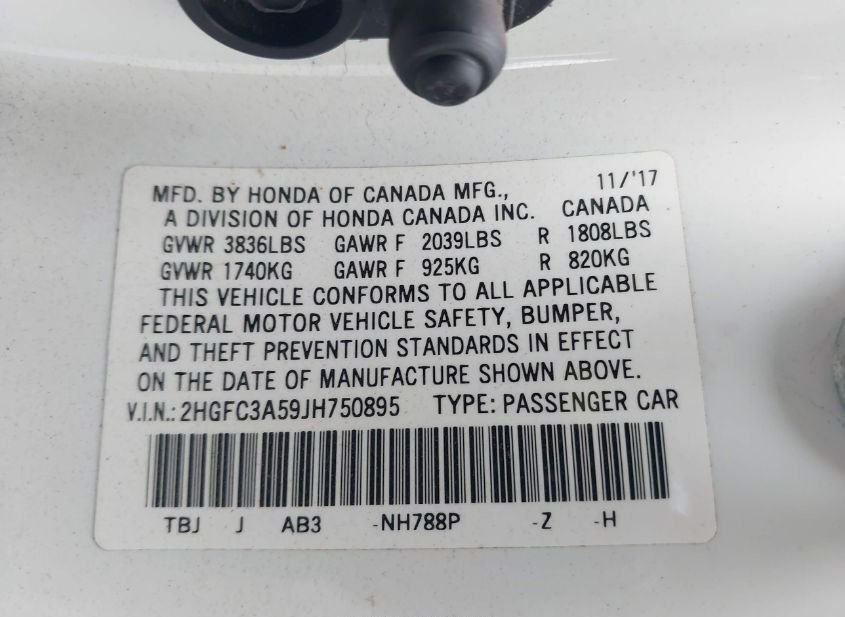 MFD. BY HONDA OF CANADA MFG., 11/'17
A DIVISION OF HONDA CANADA INC. CANADA
GVWR 3836LBS GAWR F 2039LBS R 1808LBS
GVWR 1740KG GAWR F 925KG R 820KG
THIS VEHICLE CONFORMS TO ALL APPLICABLE
FEDERAL MOTOR VEHICLE SAFETY, BUMPER,
AND THEFT PREVENTION STANDARDS IN EFFECT
ON THE DATE OF MANUFACTURE SHOWN ABOVE.
V.I.N.: 2HGFC3A59JH750895 TYPE: PASSENGER CAR
TBJ J AB3 -NH788P -Z -H